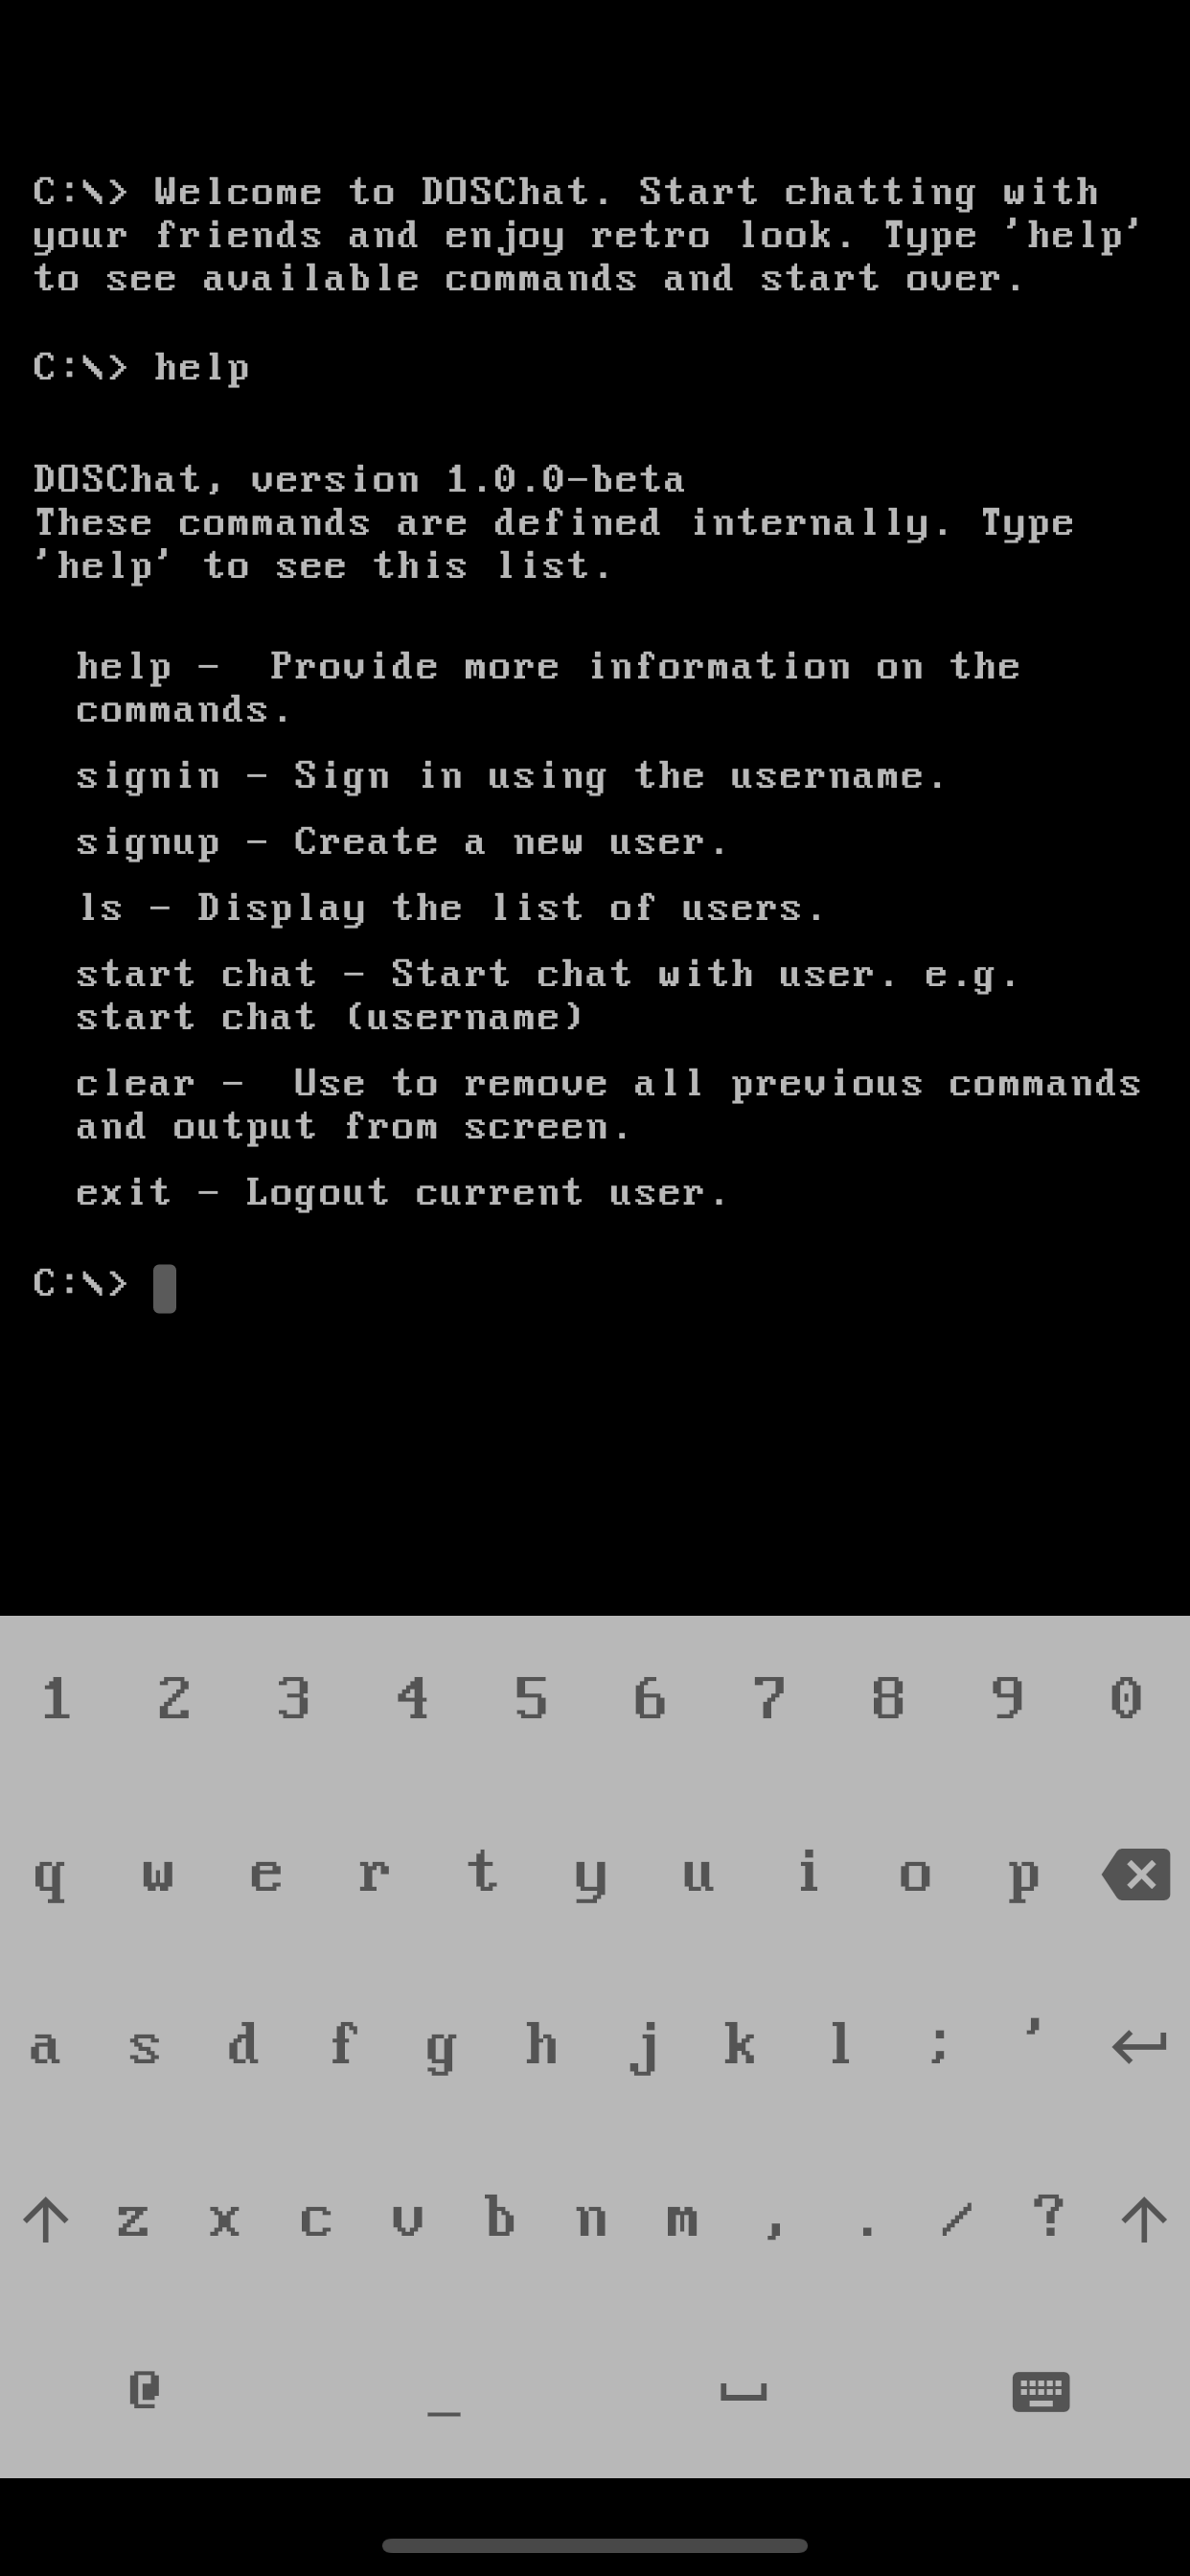 C:\> Welcome to DOSChat. Start chatting with
your friends and enjoy retro look. Type 'help'
to see available commands and start over.
C:\> help
DOSChat, version 1.0.0-beta
These commands are defined internally. Type
'help' to see this list.
help -  Provide more information on the
commands.
signin - Sign in using the username.
signup - Create a new user.
ls - Display the list of users.
start chat - Start chat with user. e.g.
start chat (username)
clear -  Use to remove all previous commands
and output from screen.
exit - Logout current user.
C:\>
1 2 3 4 5 6 7 8 9 0
q w e r t y u i o p
a s d f g h j k l ; '
z x c v b n m , . / ?
@ _